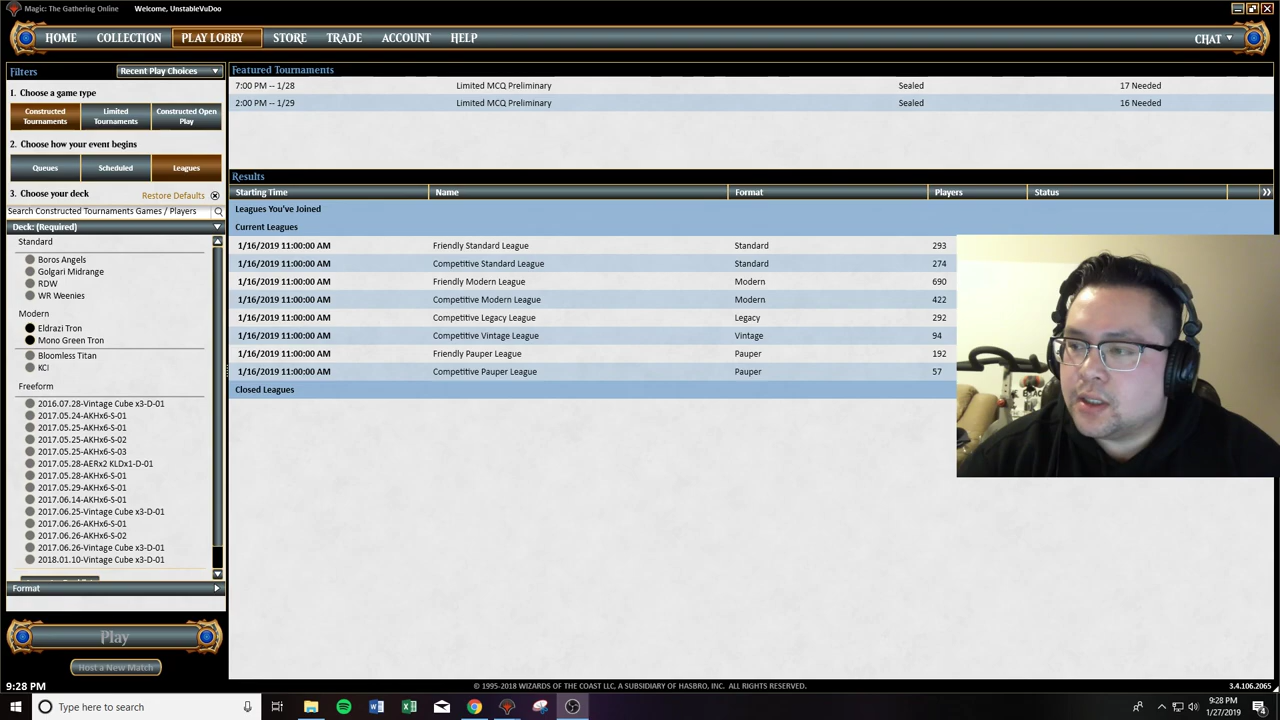 Magic: The Gathering Online Welcome, UnstableVuDoo
HOME COLLECTION PLAY LOBBY STORE TRADE ACCOUNT HELP CHAT
Filters Recent Play Choices
1. Choose a game type
Constructed Tournaments Limited Tournaments Constructed Open Play
2. Choose how your event begins
Queues Scheduled Leagues
3. Choose your deck Restore Defaults
Search Constructed Tournaments Games / Players
Deck: (Required)
Standard
Boros Angels
Golgari Midrange
RDW
WR Weenies
Modern
Eldrazi Tron
Mono Green Tron
Bloomless Titan
KCI
Freeform
2016.07.28-Vintage Cube x3-D-01
2017.05.24-AKHx6-S-01
2017.05.25-AKHx6-S-01
2017.05.25-AKHx6-S-02
2017.05.25-AKHx6-S-03
2017.05.28-AERx2 KLDx1-D-01
2017.05.28-AKHx6-S-01
2017.05.29-AKHx6-S-01
2017.06.14-AKHx6-S-01
2017.06.25-Vintage Cube x3-D-01
2017.06.26-AKHx6-S-01
2017.06.26-AKHx6-S-02
2017.06.26-Vintage Cube x3-D-01
2018.01.10-Vintage Cube x3-D-01
Format
Play
Host a New Match
9:28 PM
Featured Tournaments
7:00 PM -- 1/28 Limited MCQ Preliminary Sealed 17 Needed
2:00 PM -- 1/29 Limited MCQ Preliminary Sealed 16 Needed
Results
Starting Time Name Format Players Status
Leagues You've Joined
Current Leagues
1/16/2019 11:00:00 AM Friendly Standard League Standard 293
1/16/2019 11:00:00 AM Competitive Standard League Standard 274
1/16/2019 11:00:00 AM Friendly Modern League Modern 690
1/16/2019 11:00:00 AM Competitive Modern League Modern 422
1/16/2019 11:00:00 AM Competitive Legacy League Legacy 292
1/16/2019 11:00:00 AM Competitive Vintage League Vintage 94
1/16/2019 11:00:00 AM Friendly Pauper League Pauper 192
1/16/2019 11:00:00 AM Competitive Pauper League Pauper 57
Closed Leagues
© 1995-2018 WIZARDS OF THE COAST LLC, A SUBSIDIARY OF HASBRO, INC. ALL RIGHTS RESERVED.
3.4.106.2065
Type here to search
9:28 PM
1/27/2019
4